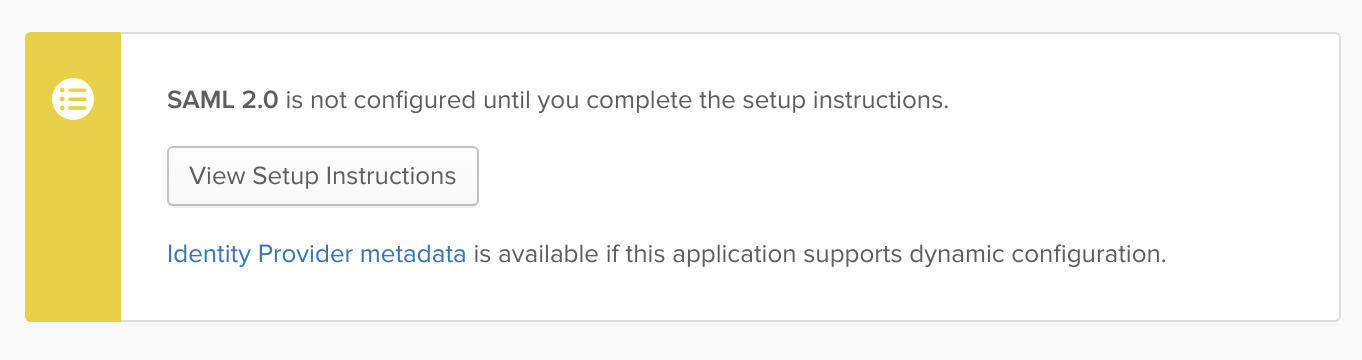 SAML 2.0 is not configured until you complete the setup instructions.
View Setup Instructions
Identity Provider metadata is available if this application supports dynamic configuration.